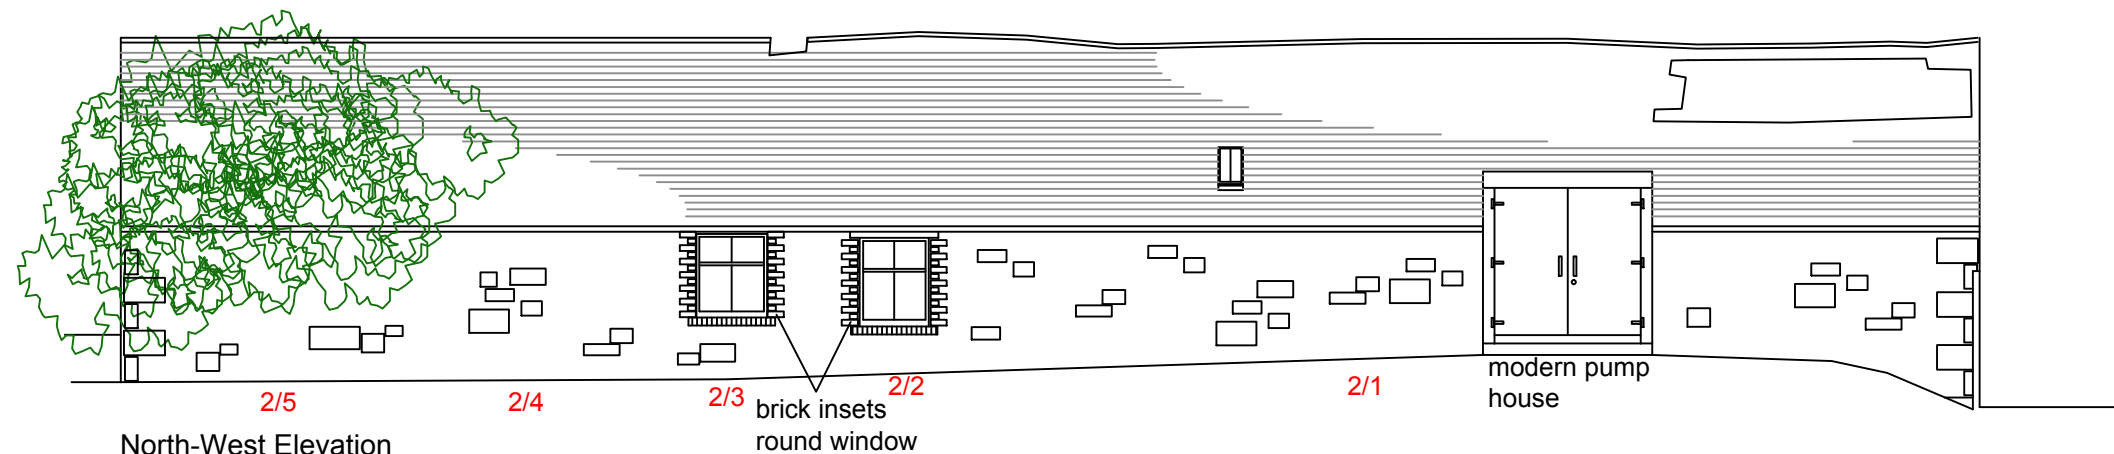 2/5
2/4
2/3
2/2
2/1
brick insets
round window
modern pump
house
North-West Elevation